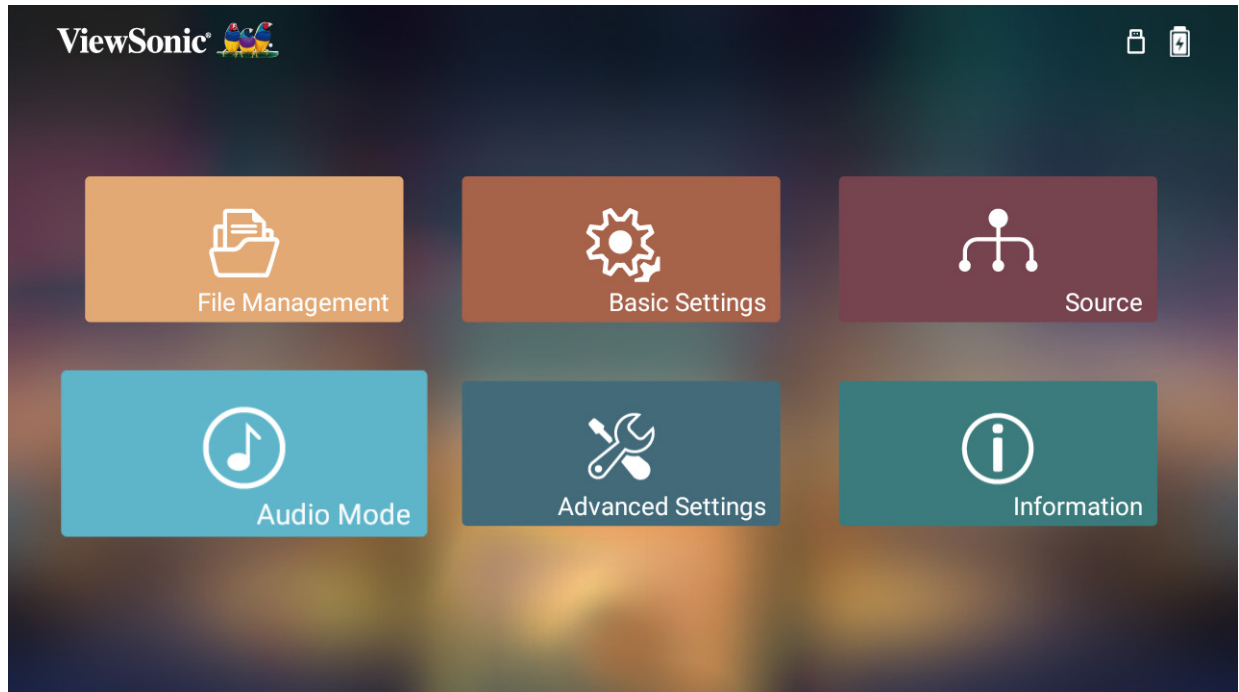 ViewSonic®
File Management
Basic Settings
Source
Audio Mode
Advanced Settings
Information